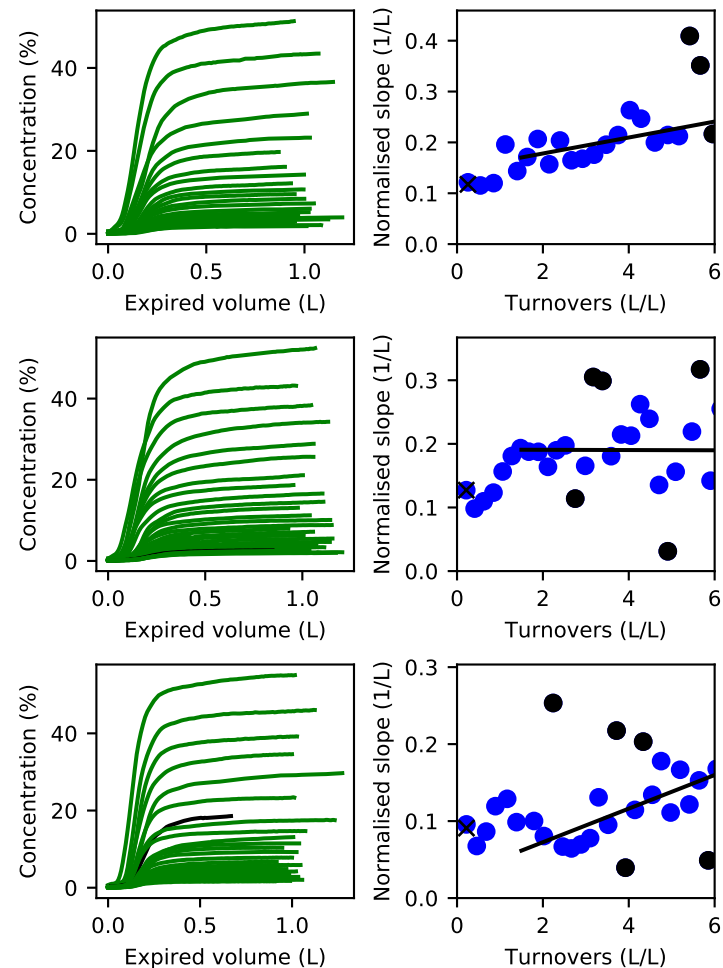 Concentration (%)
40
20
0
0.0 0.5 1.0
Expired volume (L)
Normalised slope (1/L)
0.4
0.3
0.2
0.1
0.0
0 2 4 6
Turnovers (L/L)
Concentration (%)
40
20
0
0.0 0.5 1.0
Expired volume (L)
Normalised slope (1/L)
0.3
0.2
0.1
0.0
0 2 4 6
Turnovers (L/L)
Concentration (%)
40
20
0
0.0 0.5 1.0
Expired volume (L)
Normalised slope (1/L)
0.3
0.2
0.1
0.0
0 2 4 6
Turnovers (L/L)